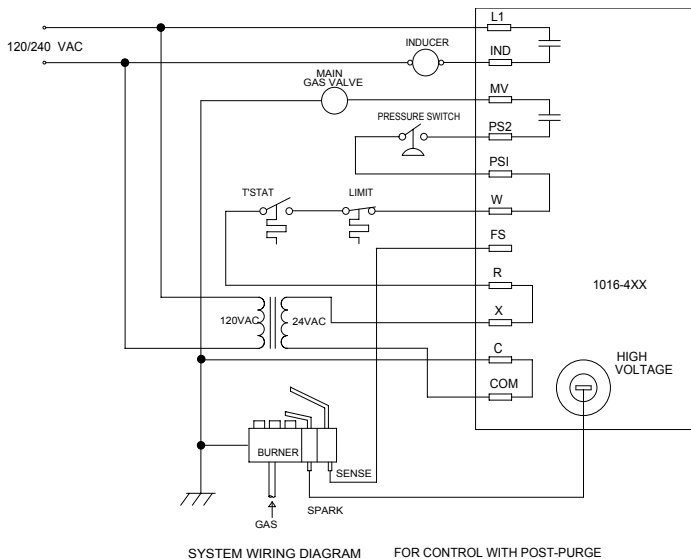 L1
120/240 VAC
INDUCER
IND
MAIN
GAS VALVE
MV
PRESSURE SWITCH
PS2
PSI
T'STAT
LIMIT
W
FS
R
1016-4XX
X
120VAC
24VAC
C
HIGH
VOLTAGE
COM
BURNER
SENSE
SPARK
GAS
SYSTEM WIRING DIAGRAM FOR CONTROL WITH POST-PURGE